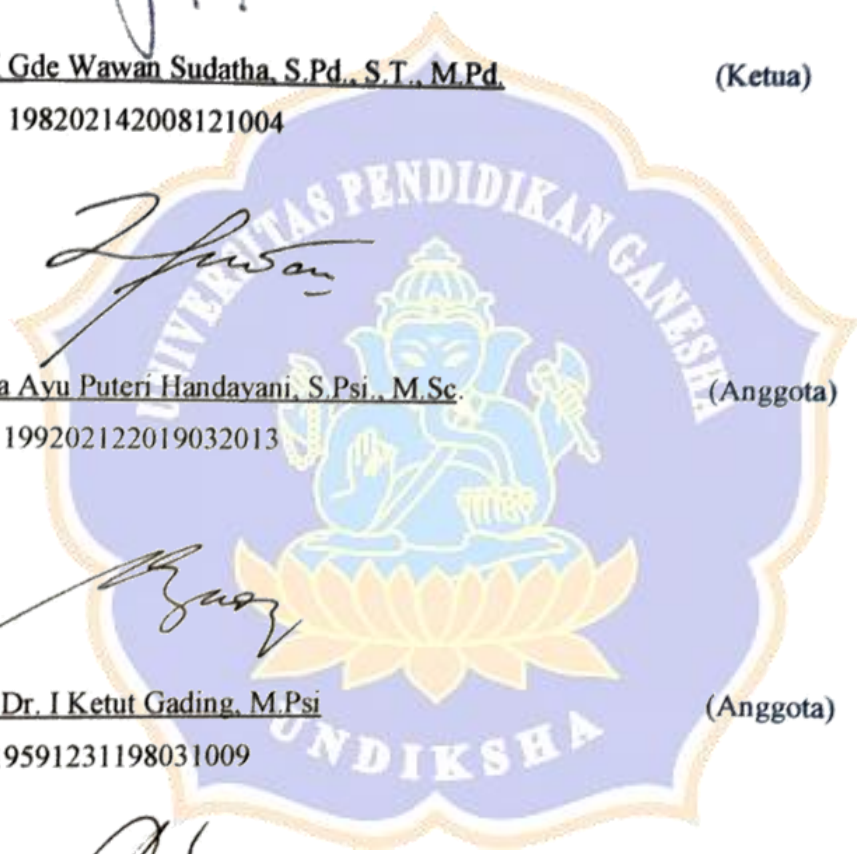 Gde Wawan Sudatha, S.Pd., S.T., M.Pd. (Ketua)
198202142008121004
UNIVERSITAS PENDIDIKAN GANESHA
a Ayu Puteri Handayani, S.Psi., M.Sc. (Anggota)
199202122019032013
Dr. I Ketut Gading, M.Psi (Anggota)
9591231198031009
UNDIKSHA